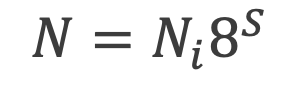 N = N_i 8^S